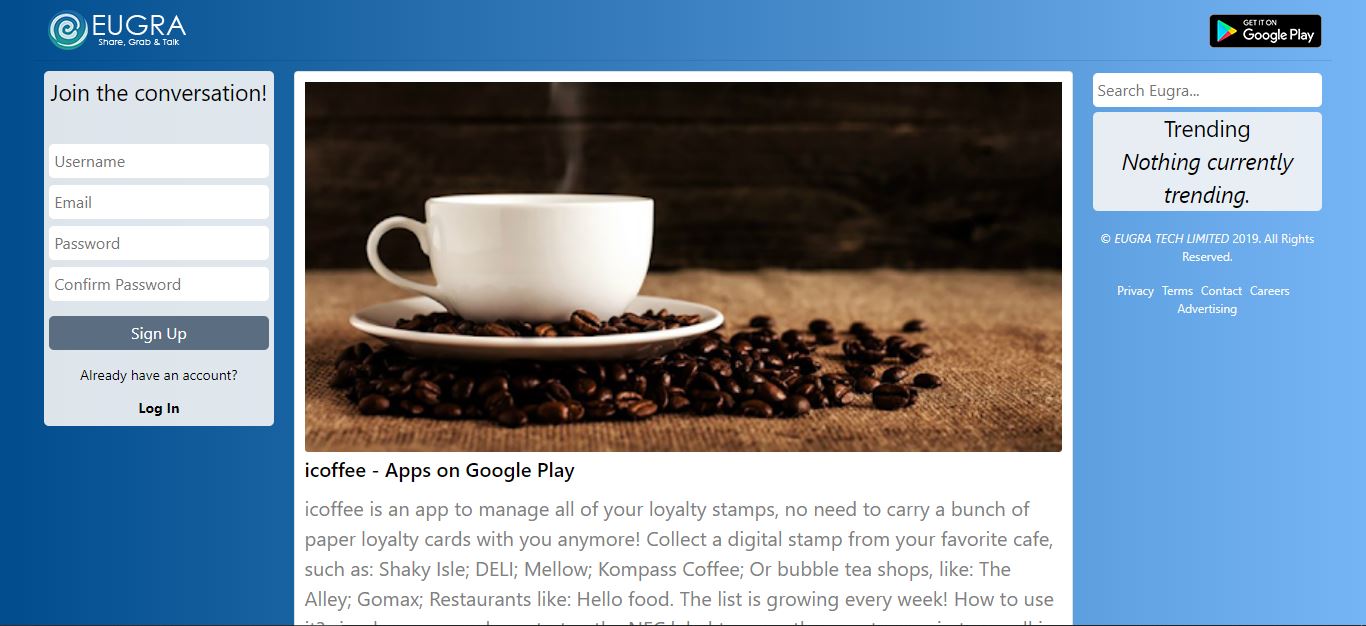 EUGRA
Share, Grab & Talk
GET IT ON
Google Play
Join the conversation!
Username
Email
Password
Confirm Password
Sign Up
Already have an account?
Log In
icoffee - Apps on Google Play
icoffee is an app to manage all of your loyalty stamps, no need to carry a bunch of
paper loyalty cards with you anymore! Collect a digital stamp from your favorite cafe,
such as: Shaky Isle; DELI; Mellow; Kompass Coffee; Or bubble tea shops, like: The
Alley; Gomax; Restaurants like: Hello food. The list is growing every week! How to use
Search Eugra...
Trending
Nothing currently
trending.
© EUGRA TECH LIMITED 2019. All Rights
Reserved.
Privacy Terms Contact Careers
Advertising